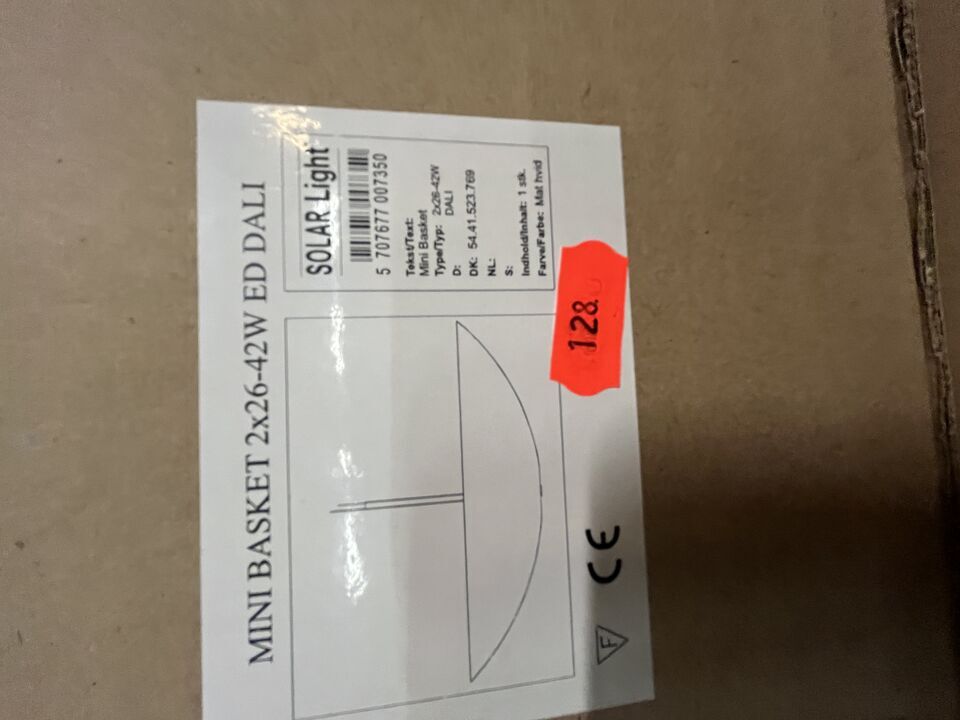 MINI BASKET 2x26-42W ED DALI
SOLAR Light
5 707677 007350
Tekst/Text:
Mini Basket
Type/Typ: 2x26-42W
DALI
D:
DK: 54.41.523.769
NL:
S:
Indhold/Inhalt: 1 stk.
Farve/Farbe: Mat hvid
128.
F
CE